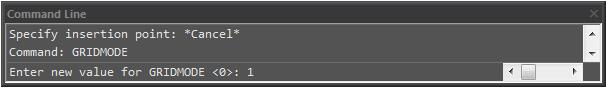 Command Line
Specify insertion point: *Cancel*
Command: GRIDMODE
Enter new value for GRIDMODE <0>: 1